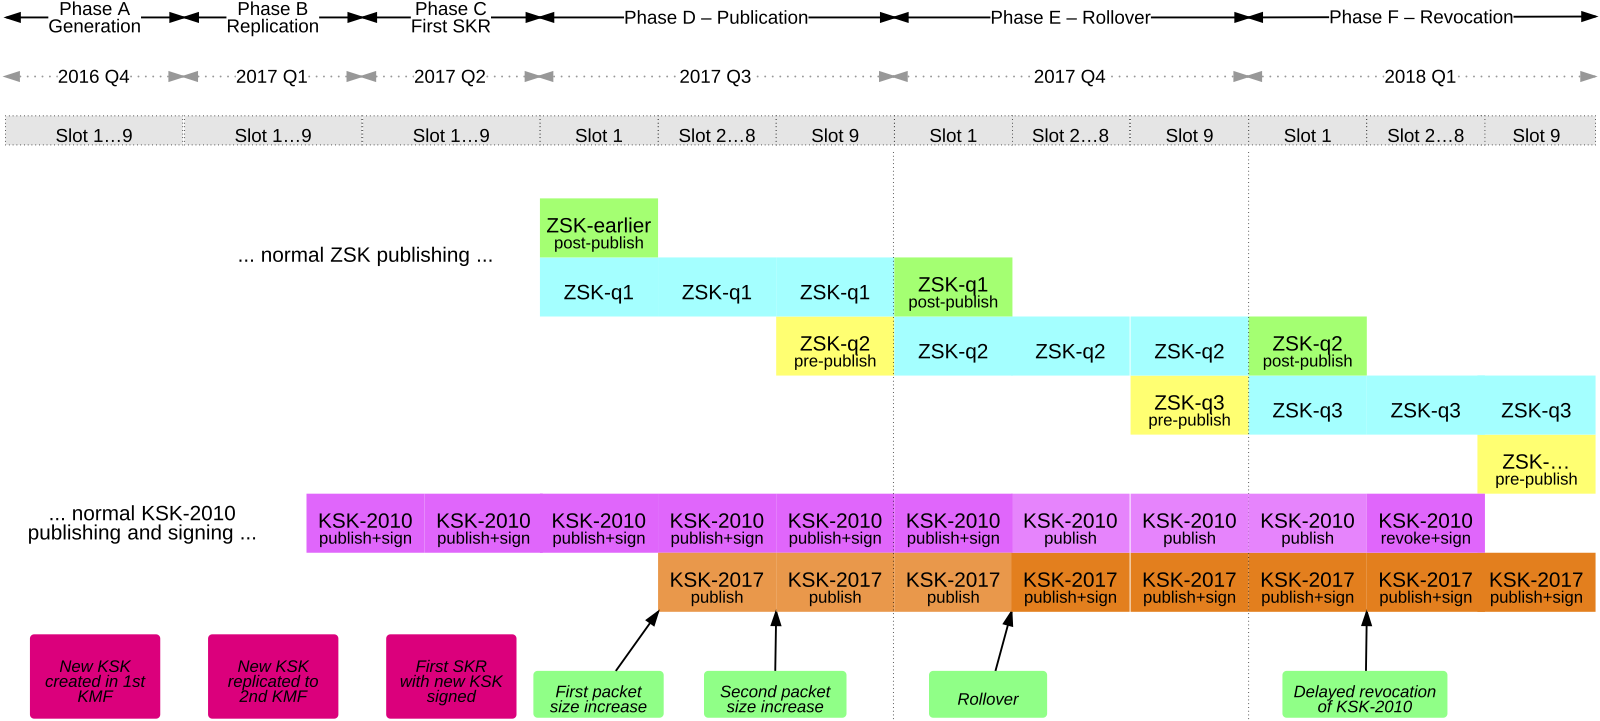 Phase A
Generation
Phase B
Replication
Phase C
First SKR
Phase D – Publication
Phase E – Rollover
Phase F – Revocation
2016 Q4
2017 Q1
2017 Q2
2017 Q3
2017 Q4
2018 Q1
Slot 1…9
Slot 1…9
Slot 1…9
Slot 1
Slot 2…8
Slot 9
Slot 1
Slot 2…8
Slot 9
Slot 1
Slot 2…8
Slot 9
... normal ZSK publishing ...
ZSK-earlier
post-publish
ZSK-q1
ZSK-q1
ZSK-q1
ZSK-q1
post-publish
ZSK-q2
pre-publish
ZSK-q2
ZSK-q2
ZSK-q2
ZSK-q2
post-publish
ZSK-q3
pre-publish
ZSK-q3
ZSK-q3
ZSK-q3
ZSK-…
pre-publish
... normal KSK-2010
publishing and signing ...
KSK-2010
publish+sign
KSK-2010
publish+sign
KSK-2010
publish+sign
KSK-2010
publish+sign
KSK-2010
publish+sign
KSK-2010
publish+sign
KSK-2010
publish
KSK-2010
publish
KSK-2010
publish
KSK-2010
revoke+sign
KSK-2017
publish
KSK-2017
publish
KSK-2017
publish
KSK-2017
publish+sign
KSK-2017
publish+sign
KSK-2017
publish+sign
KSK-2017
publish+sign
KSK-2017
publish+sign
New KSK
created in 1st
KMF
New KSK
replicated to
2nd KMF
First SKR
with new KSK
signed
First packet
size increase
Second packet
size increase
Rollover
Delayed revocation
of KSK-2010